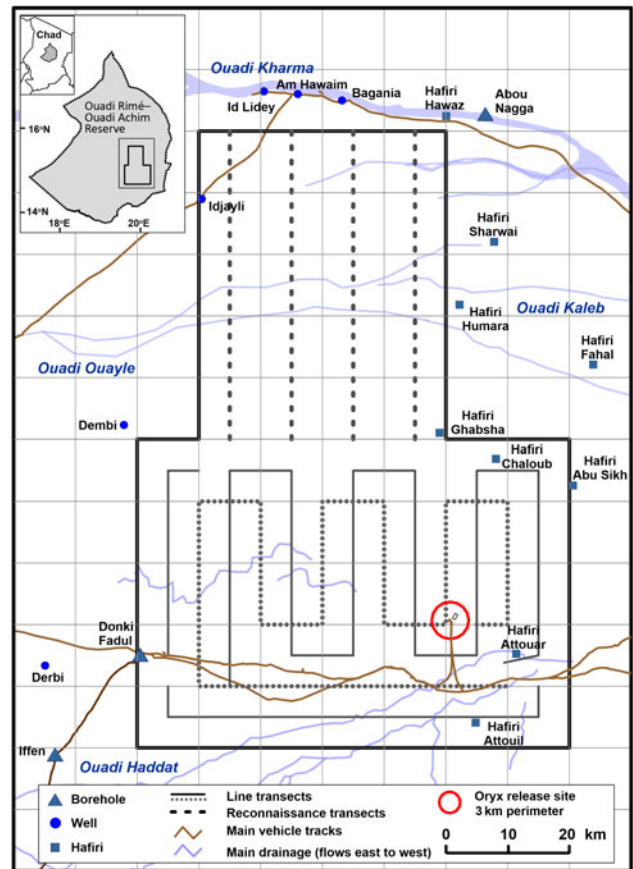 Chad
Ouadi Rimé–
Ouadi Achim
Reserve
16°N
14°N
18°E
20°E
Ouadi Kharma
Am Hawaim
Id Lidey
Bagania
Hafiri
Hawaz
Abou
Nagga
Idjayli
Hafiri
Sharwai
Ouadi Kaleb
Hafiri
Humara
Hafiri
Fahal
Ouadi Ouayle
Dembi
Hafiri
Ghabsha
Hafiri
Chaloub
Hafiri
Abu Sikh
Donki
Fadul
Hafiri
Attouar
Derbi
Hafiri
Attouil
Iffen
Ouadi Haddat
Borehole
Well
Hafiri
Line transects
Reconnaissance transects
Main vehicle tracks
Main drainage (flows east to west)
Oryx release site
3 km perimeter
0 10 20 km